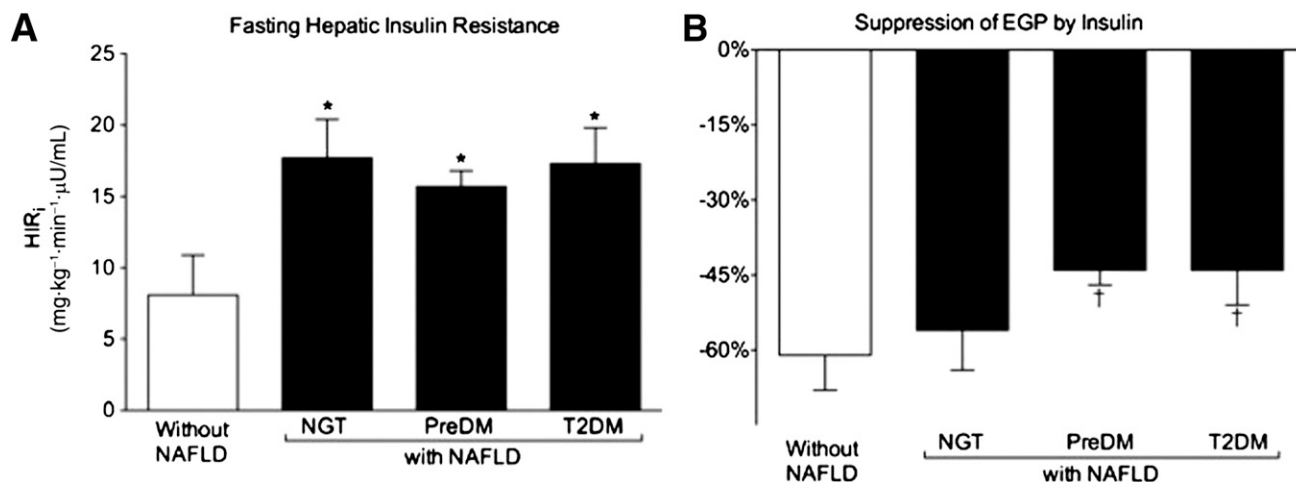 A
Fasting Hepatic Insulin Resistance
25
20
15
10
5
0
HIRi
(mg·kg⁻¹·min⁻¹·µU/mL)
*
*
*
Without
NAFLD
NGT
PreDM
T2DM
with NAFLD
B
Suppression of EGP by Insulin
0%
-15%
-30%
-45%
-60%
†
†
Without
NAFLD
NGT
PreDM
T2DM
with NAFLD